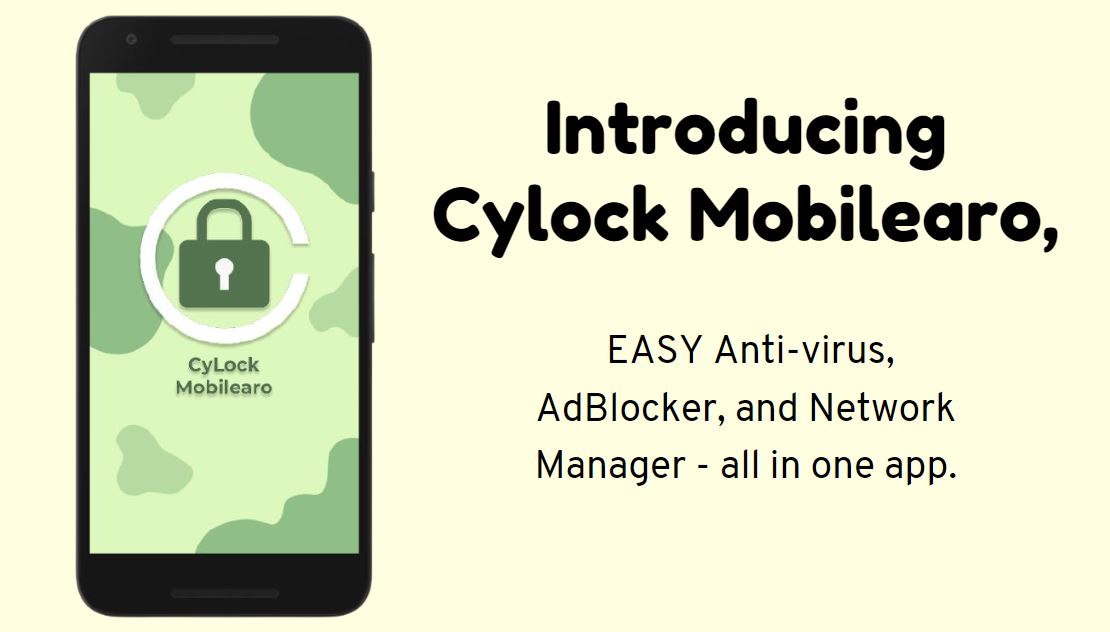 CyLock
Mobilearo
Introducing
Cylock Mobilearo,
EASY Anti-virus,
AdBlocker, and Network
Manager - all in one app.